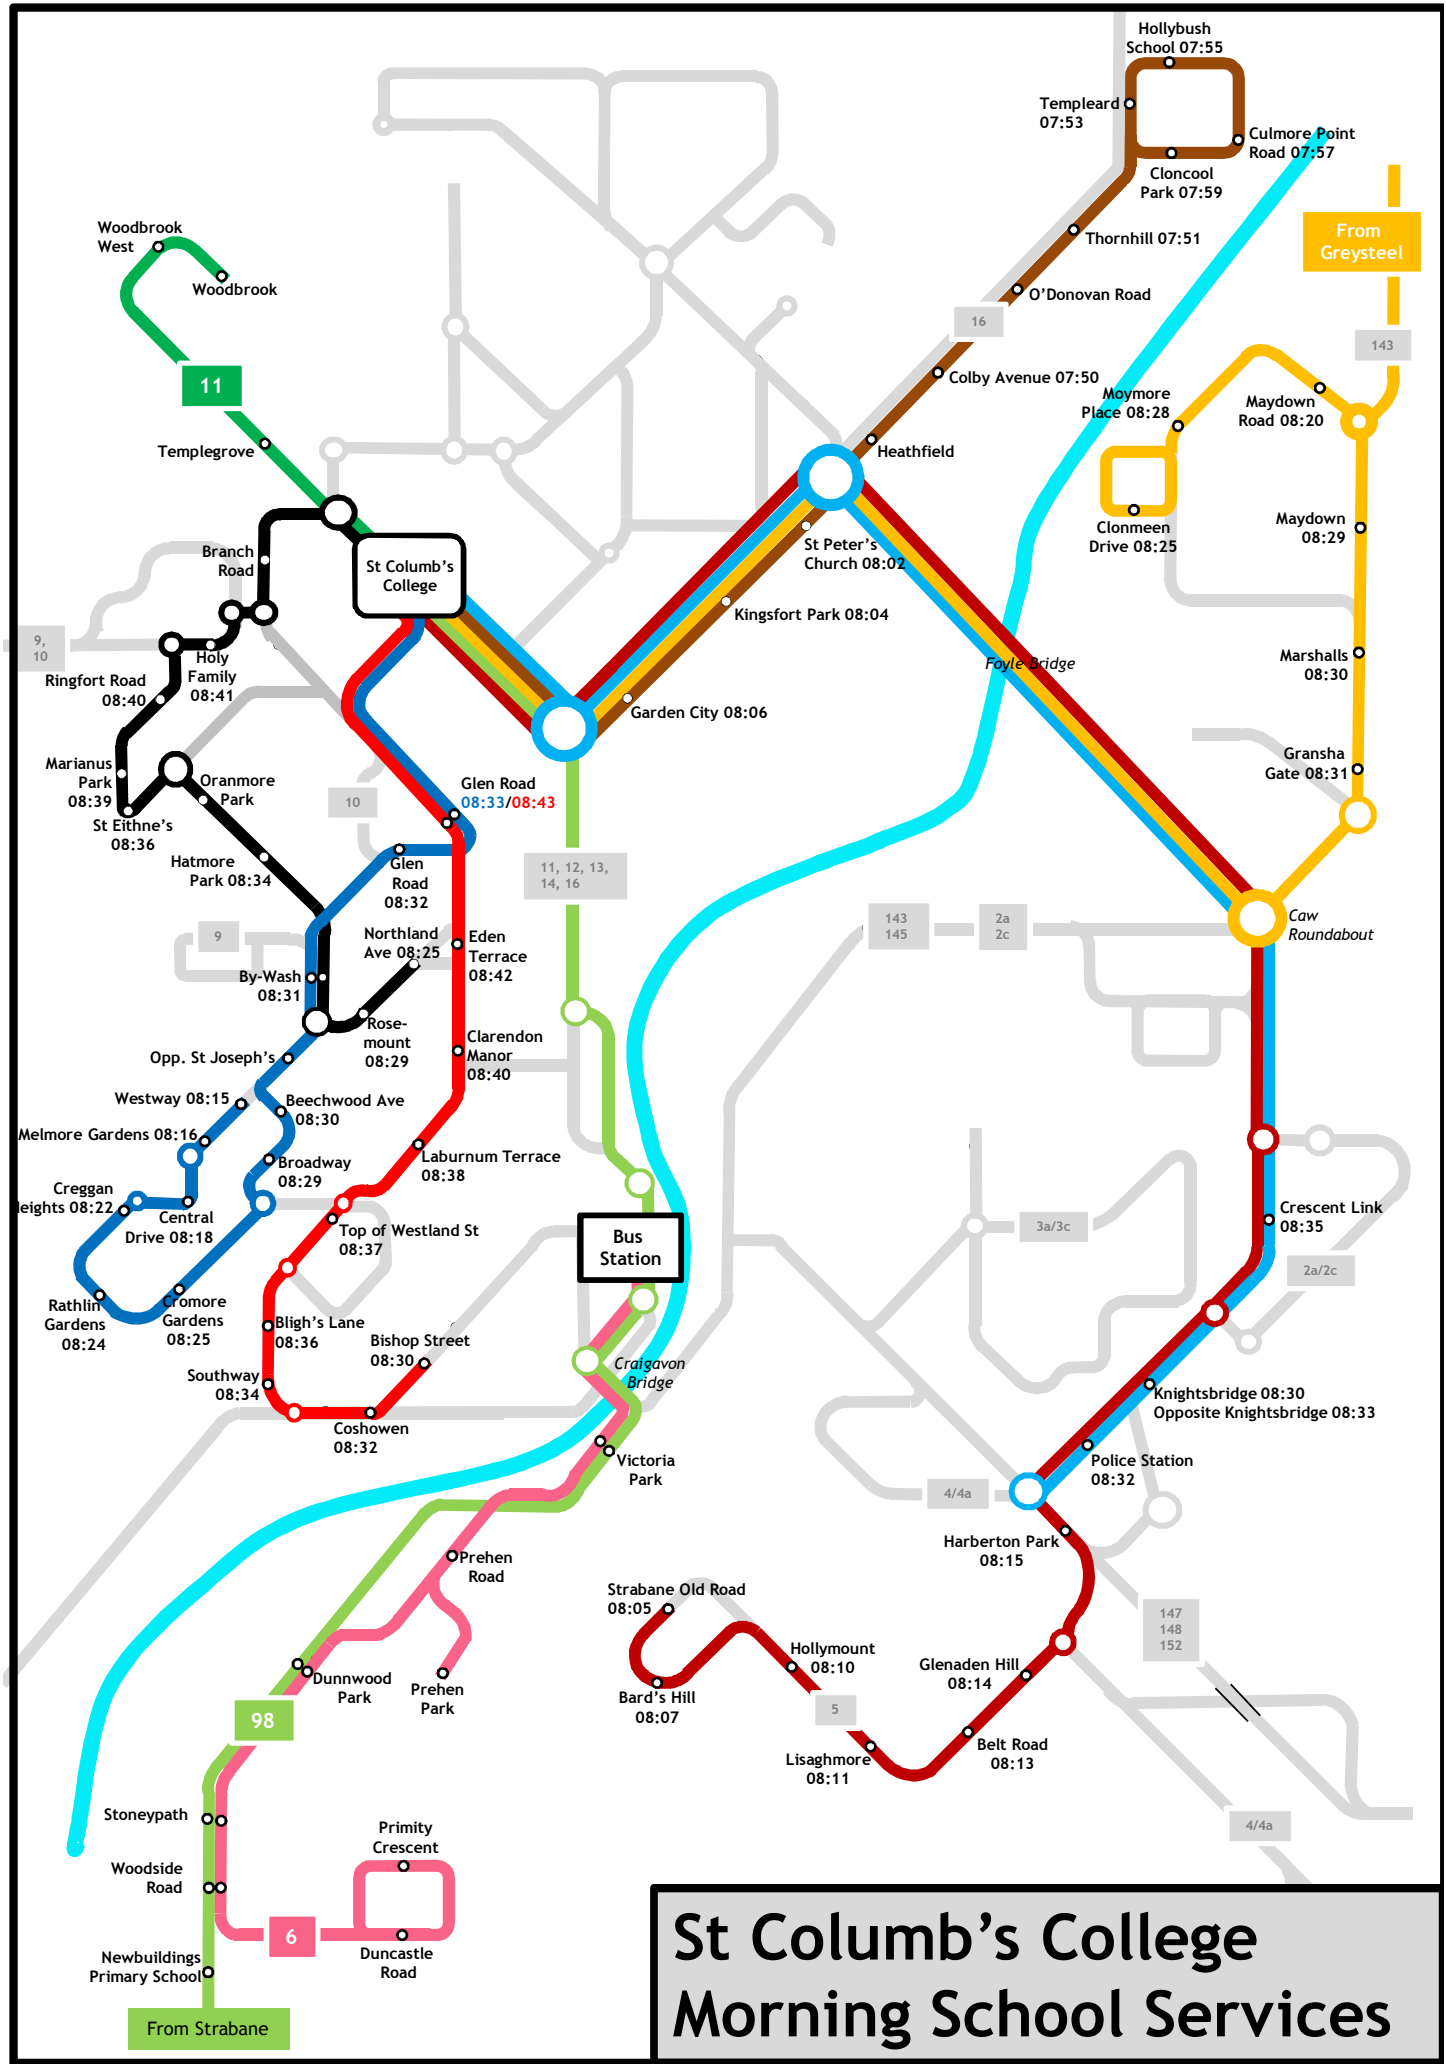 Hollybush
School 07:55
Templeard
07:53
Culmore Point
Road 07:57
Cloncool
Park 07:59
Thornhill 07:51
O'Donovan Road
16
Colby Avenue 07:50
Heathfield
From
Greysteel
143
Moymore
Place 08:28
Maydown
Road 08:20
Clonmeen
Drive 08:25
Maydown
08:29
Marshalls
08:30
Gransha
Gate 08:31
Caw
Roundabout
Woodbrook
West
Woodbrook
11
Templegrove
St Columb's
College
Branch
Road
9,
10
Holy
Family
08:41
Ringfort Road
08:40
Marianus
Park
08:39
St Eithne's
08:36
Oranmore
Park
Hatmore
Park 08:34
10
Glen Road
08:33/08:43
Glen
Road
08:32
9
Northland
Ave 08:25
Eden
Terrace
08:42
By-Wash
08:31
Rose-
mount
08:29
Clarendon
Manor
08:40
Opp. St Joseph's
Westway 08:15
Beechwood Ave
08:30
Melmore Gardens 08:16
Broadway
08:29
Laburnum Terrace
08:38
Creggan
eights 08:22
Central
Drive 08:18
Top of Westland St
08:37
Rathlin
Gardens
08:24
Cromore
Gardens
08:25
Bligh's Lane
08:36
Bishop Street
08:30
Southway
08:34
Coshowen
08:32
St Peter's
Church 08:02
Kingsfort Park 08:04
Garden City 08:06
Foyle Bridge
11, 12, 13,
14, 16
143
145
2a
2c
Bus
Station
Craigavon
Bridge
3a/3c
Crescent Link
08:35
2a/2c
Knightsbridge 08:30
Opposite Knightsbridge 08:33
Police Station
08:32
4/4a
Harberton Park
08:15
Victoria
Park
Prehen
Road
Prehen
Park
Dunnwood
Park
98
Strabane Old Road
08:05
Bard's Hill
08:07
Hollymount
08:10
5
Lisaghmore
08:11
Glenaden Hill
08:14
Belt Road
08:13
147
148
152
4/4a
Stoneypath
Woodside
Road
Primity
Crescent
6
Duncastle
Road
Newbuildings
Primary School
From Strabane
St Columb's College
Morning School Services